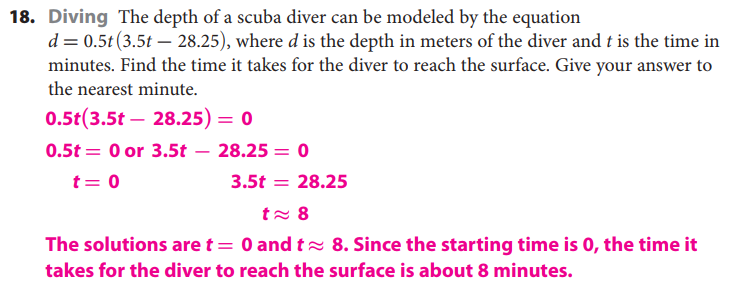 18. Diving The depth of a scuba diver can be modeled by the equation
d = 0.5t(3.5t − 28.25), where d is the depth in meters of the diver and t is the time in
minutes. Find the time it takes for the diver to reach the surface. Give your answer to
the nearest minute.
0.5t(3.5t − 28.25) = 0
0.5t = 0 or 3.5t − 28.25 = 0
t = 0 3.5t = 28.25
t ≈ 8
The solutions are t = 0 and t ≈ 8. Since the starting time is 0, the time it
takes for the diver to reach the surface is about 8 minutes.